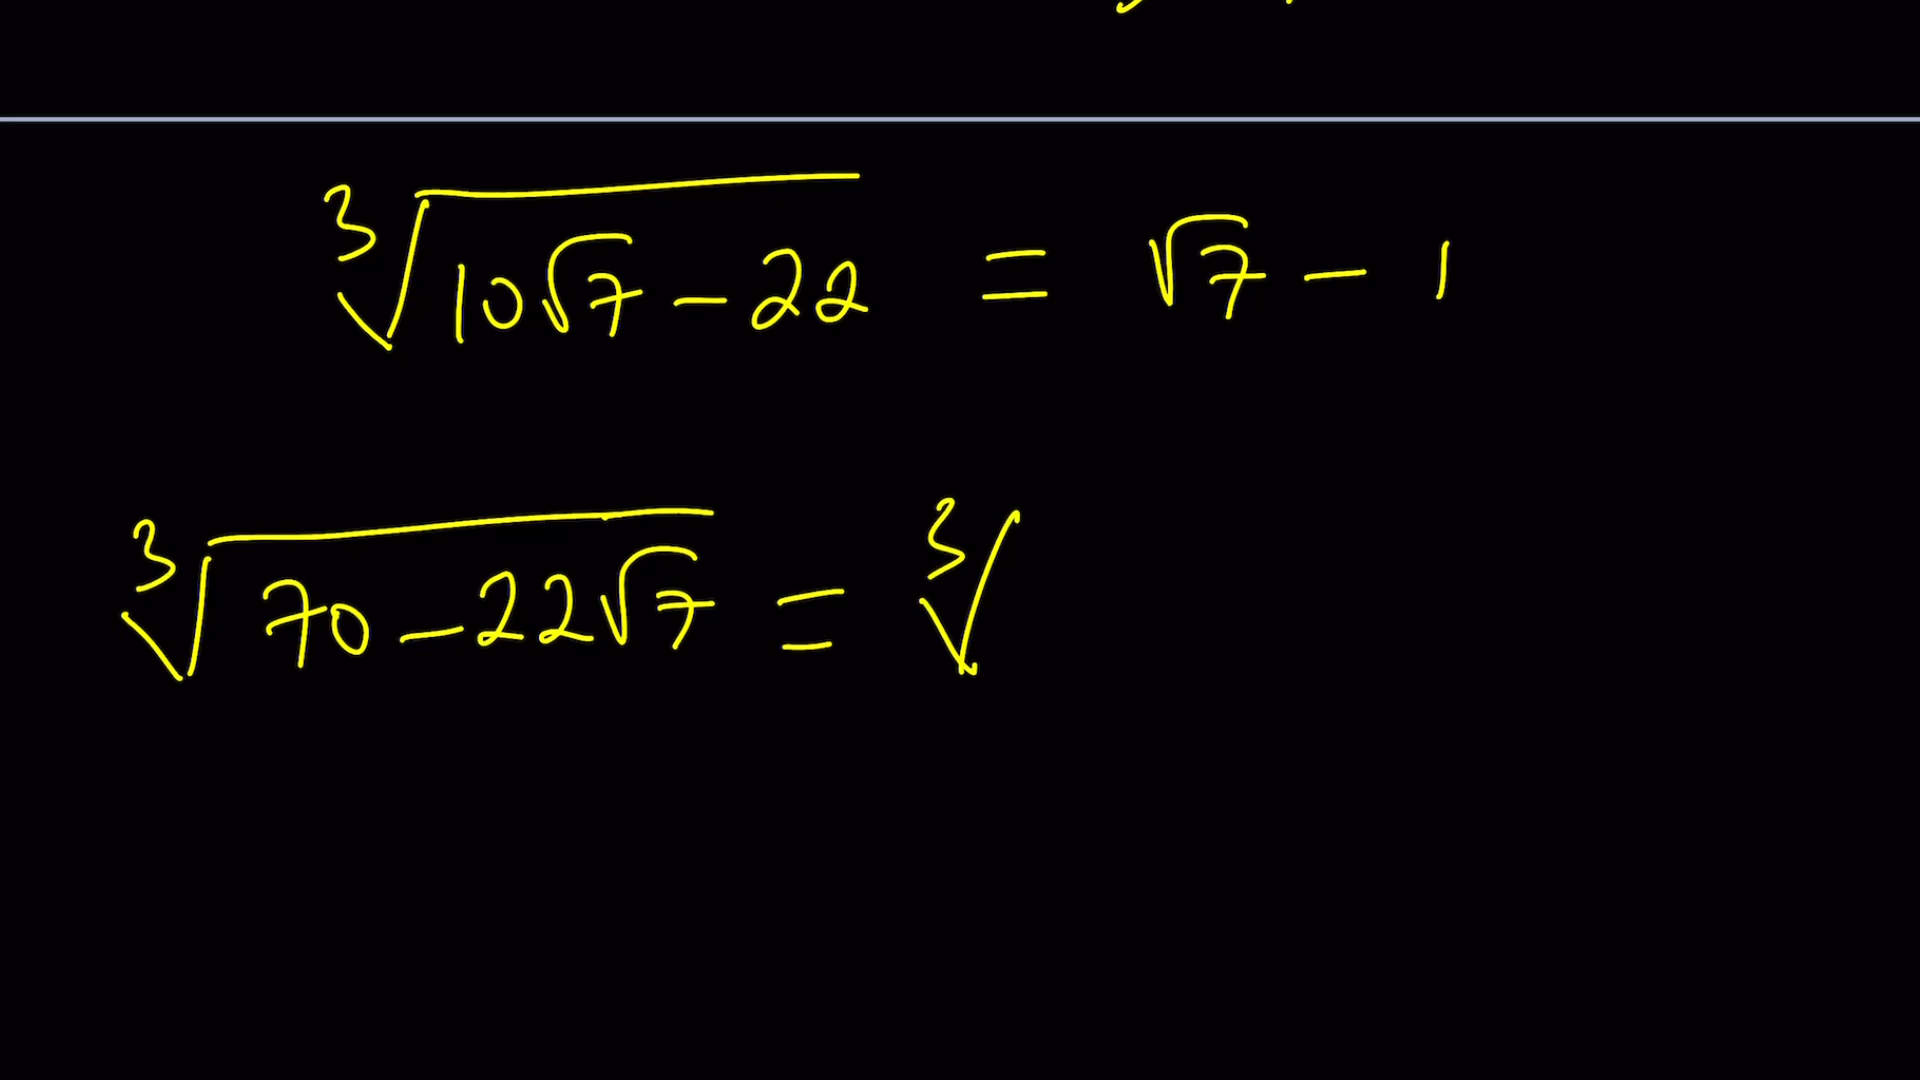 ∛(10√7 - 22) = √7 - 1
∛(70 - 22√7) = ∛